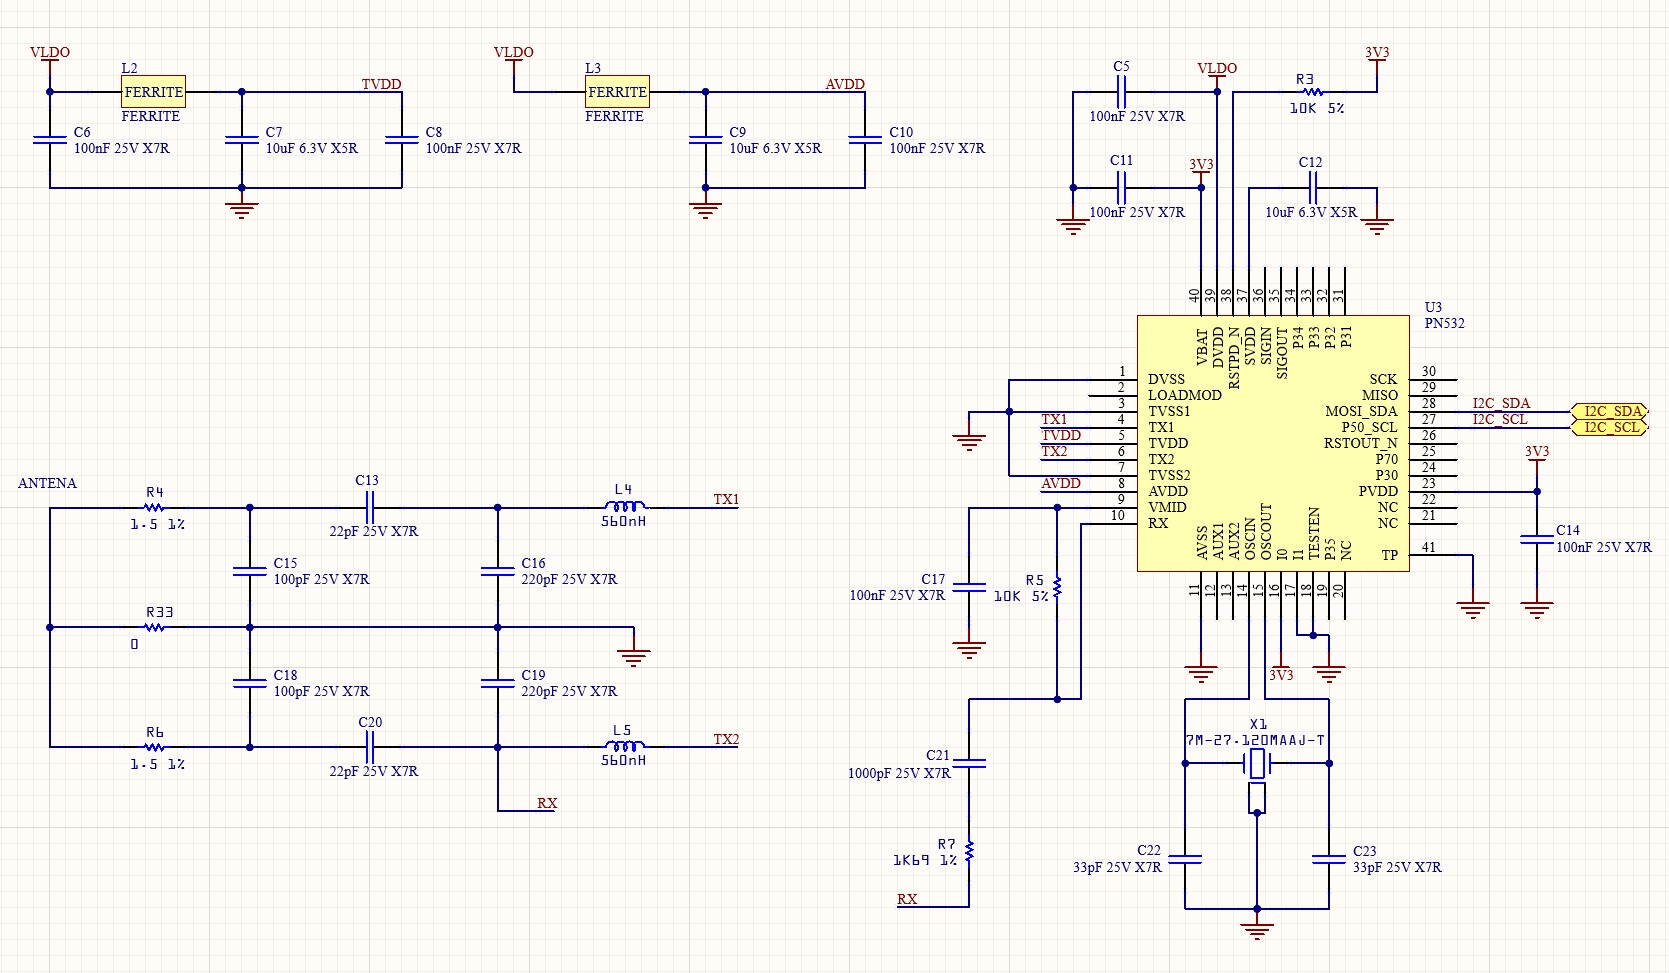 VLDO
L2
FERRITE
FERRITE
TVDD
C6
100nF 25V X7R
C7
10uF 6.3V X5R
C8
100nF 25V X7R
VLDO
L3
FERRITE
FERRITE
AVDD
C9
10uF 6.3V X5R
C10
100nF 25V X7R
C5
100nF 25V X7R
VLDO
R3
10K 5%
3V3
C11
100nF 25V X7R
3V3
C12
10uF 6.3V X5R
U3
PN532
40
39
38
37
36
35
34
33
32
31
VBAT
DVDD
RSTPD_N
SVDD
SIGIN
SIGOUT
P34
P33
P32
P31
1
DVSS
2
LOADMOD
3
TVSS1
TX1
4
TX1
TVDD
5
TVDD
TX2
6
TX2
7
TVSS2
AVDD
8
AVDD
9
VMID
10
RX
SCK
30
MISO
29
MOSI_SDA
28
I2C_SDA
I2C_SDA
P50_SCL
27
I2C_SCL
I2C_SCL
RSTOUT_N
26
P70
25
P30
24
PVDD
23
NC
22
NC
21
TP
41
3V3
C14
100nF 25V X7R
AVSS
AUX1
AUX2
OSCIN
OSCOUT
I0
I1
TESTEN
P35
NC
11
12
13
14
15
16
17
18
19
20
3V3
X1
7M-27.120MAAJ-T
C22
33pF 25V X7R
C23
33pF 25V X7R
C17
100nF 25V X7R
R5
10K 5%
C21
1000pF 25V X7R
R7
1K69 1%
RX
ANTENA
R4
1.5 1%
C13
22pF 25V X7R
L4
560nH
TX1
C15
100pF 25V X7R
C16
220pF 25V X7R
R33
0
C18
100pF 25V X7R
C19
220pF 25V X7R
R6
1.5 1%
C20
22pF 25V X7R
L5
560nH
TX2
RX